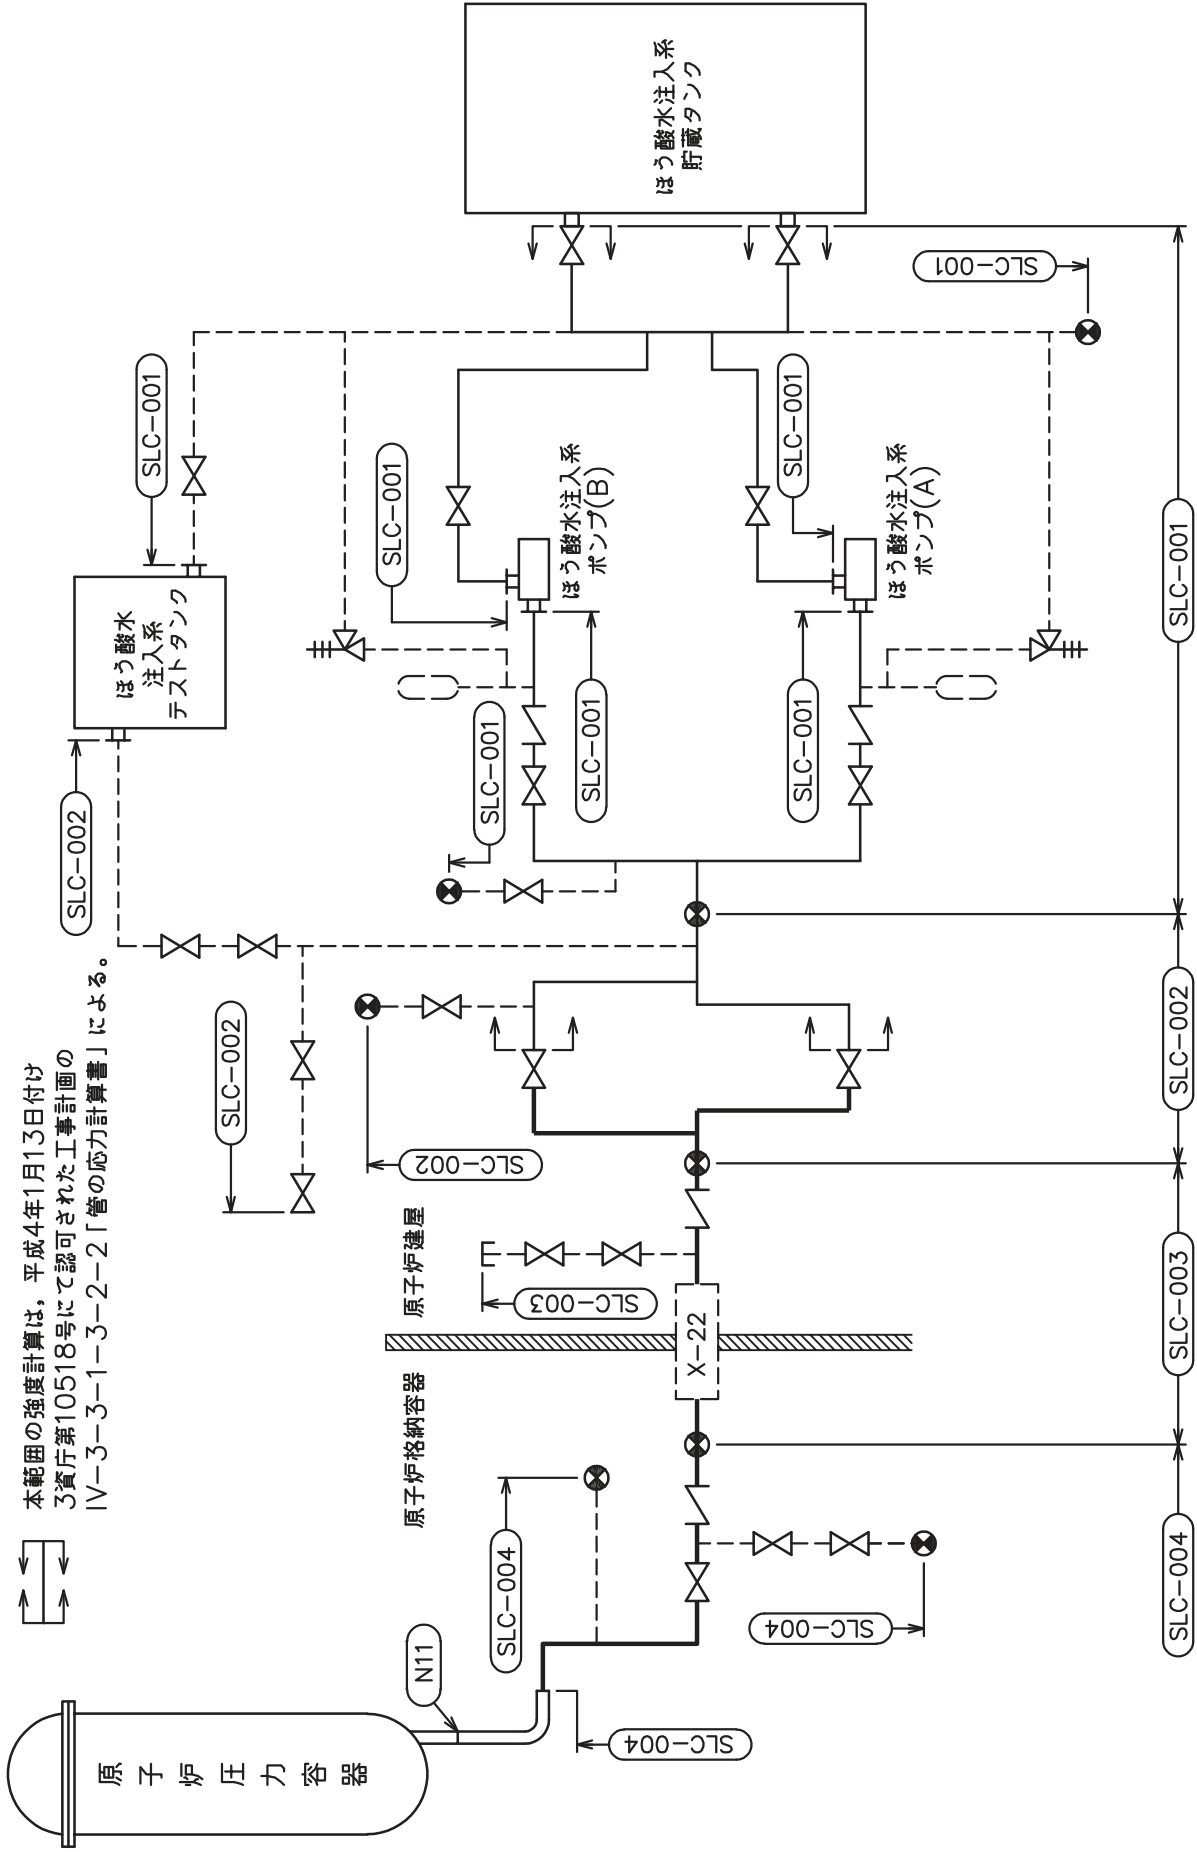 本範囲の強度計算は，平成4年1月13日付け
3資庁第10518号にて認可された工事計画の
Ⅳ－3－3－1－3－2－2「管の応力計算書」による。
原子炉圧力容器
N11
SLC-004
SLC-004
SLC-004
SLC-004
原子炉格納容器
原子炉建屋
X-22
SLC-003
SLC-003
SLC-002
SLC-002
SLC-002
SLC-002
ほう酸水
注入系
テストタンク
SLC-001
SLC-001
SLC-001
SLC-001
SLC-001
ほう酸水注入系
ポンプ(B)
SLC-001
ほう酸水注入系
ポンプ(A)
SLC-001
SLC-001
ほう酸水注入系
貯蔵タンク